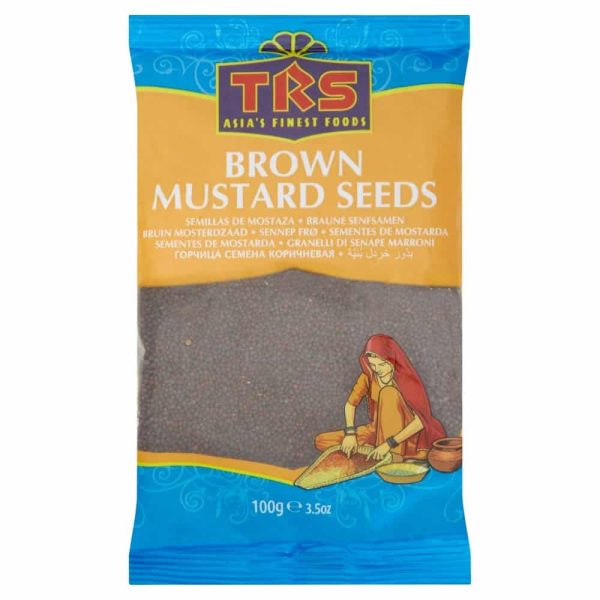 TRS
ASIA'S FINEST FOODS
BROWN
MUSTARD SEEDS
SEMILLAS DE MOSTAZA • BRAUNE SENFSAMEN
BRUIN MOSTERDZAAD • SENNEP FRØ • SEMENTES DE MOSTARDA
SEMENTES DE MOSTARDA • GRANELLI DI SENAPE MARRONI
ГОРЧИЦА СЕМЕНА КОРИЧНЕВАЯ • بذور خردل بنيّة
100g ℮ 3.5oz